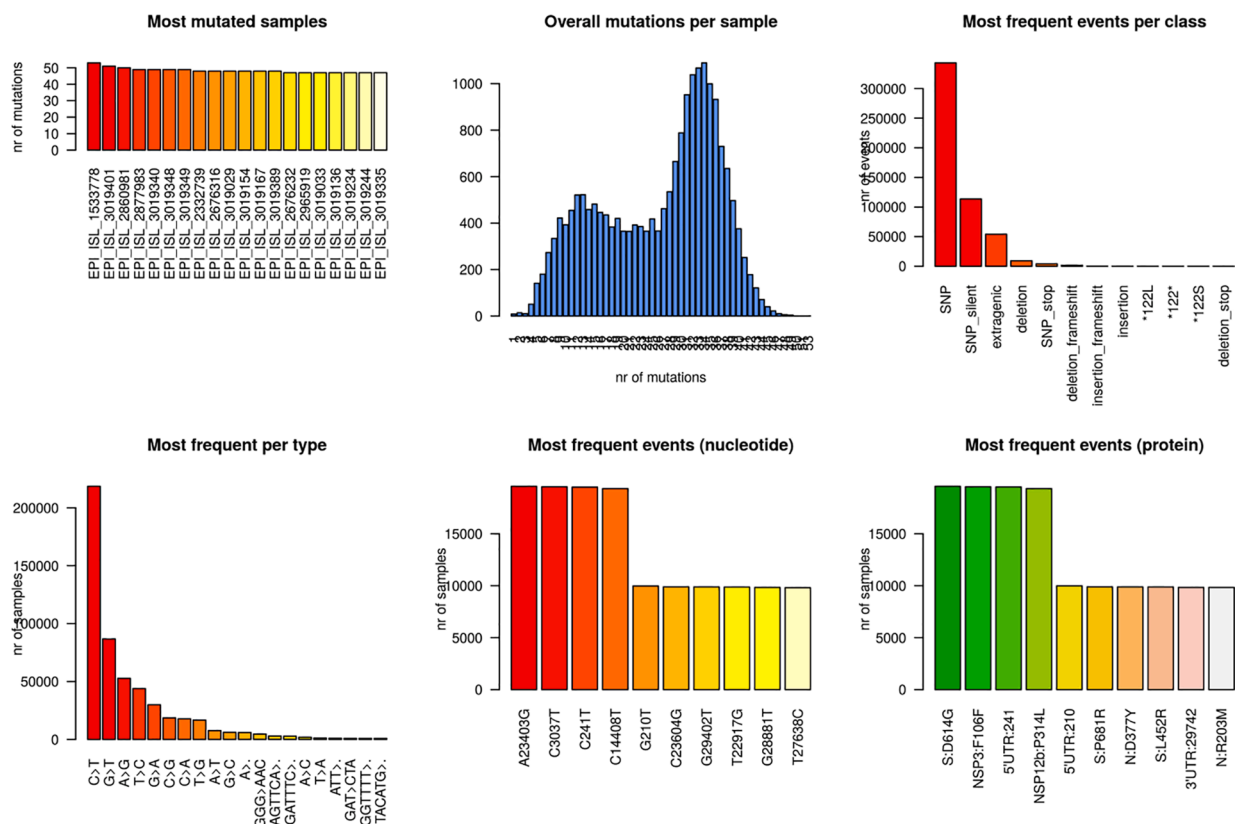 Most mutated samples
nr of mutations
50
40
30
20
10
0
EPI_ISL_1533778
EPI_ISL_3019401
EPI_ISL_2860981
EPI_ISL_2877983
EPI_ISL_3019340
EPI_ISL_3019348
EPI_ISL_3019349
EPI_ISL_2332739
EPI_ISL_2676316
EPI_ISL_3019029
EPI_ISL_3019154
EPI_ISL_3019167
EPI_ISL_3019389
EPI_ISL_2676232
EPI_ISL_2965919
EPI_ISL_3019033
EPI_ISL_3019136
EPI_ISL_3019234
EPI_ISL_3019244
EPI_ISL_3019335
Overall mutations per sample
1000
800
600
400
200
0
nr of mutations
Most frequent events per class
nr of events
300000
250000
200000
150000
100000
50000
0
SNP
SNP_silent
extragenic
deletion
SNP_stop
deletion_frameshift
insertion_frameshift
insertion
*122L
*122*
*122S
deletion_stop
Most frequent per type
nr of samples
200000
150000
100000
50000
0
C>T
G>T
A>G
T>C
G>A
C>G
C>A
T>G
A>T
G>C
A>.
GGG>AAC
AGTTCA>.
GATTTC>.
A>C
T>A
ATT>.
GAT>CTA
GGTTTT>.
TACATG>.
Most frequent events (nucleotide)
nr of samples
15000
10000
5000
0
A23403G
C3037T
C241T
C14408T
G210T
C23604G
G29402T
T22917G
G28881T
T27638C
Most frequent events (protein)
nr of samples
15000
10000
5000
0
S:D614G
NSP3:F106F
5'UTR:241
NSP12b:P314L
5'UTR:210
S:P681R
N:D377Y
S:L452R
3'UTR:29742
N:R203M